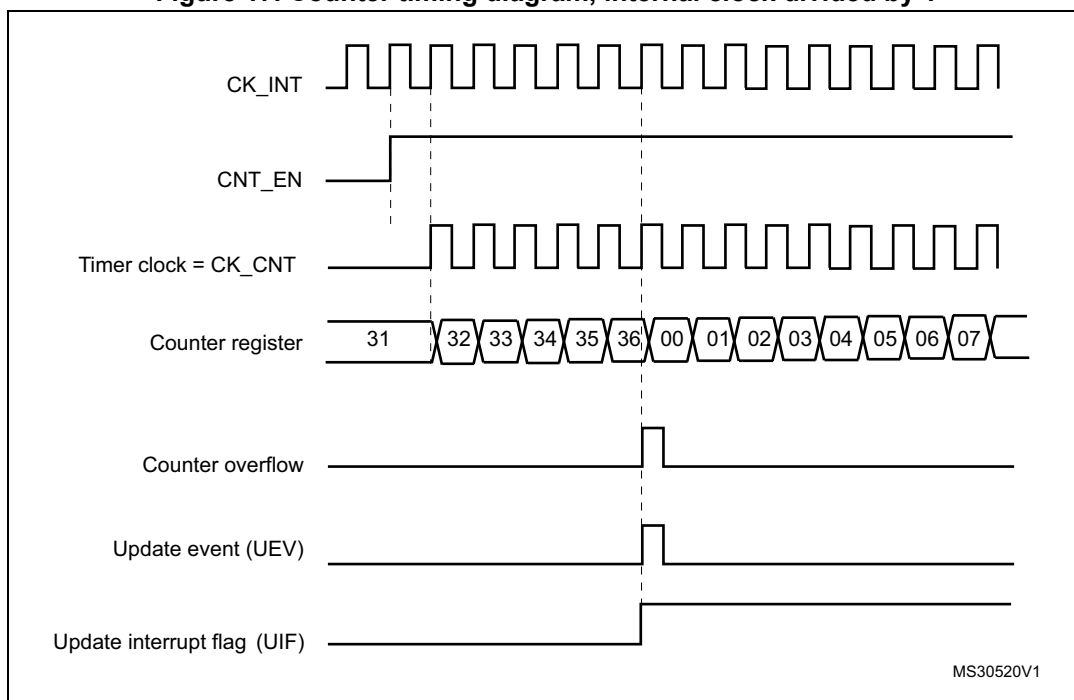 CK_INT
CNT_EN
Timer clock = CK_CNT
Counter register 31 32 33 34 35 36 00 01 02 03 04 05 06 07
Counter overflow
Update event (UEV)
Update interrupt flag (UIF)
MS30520V1